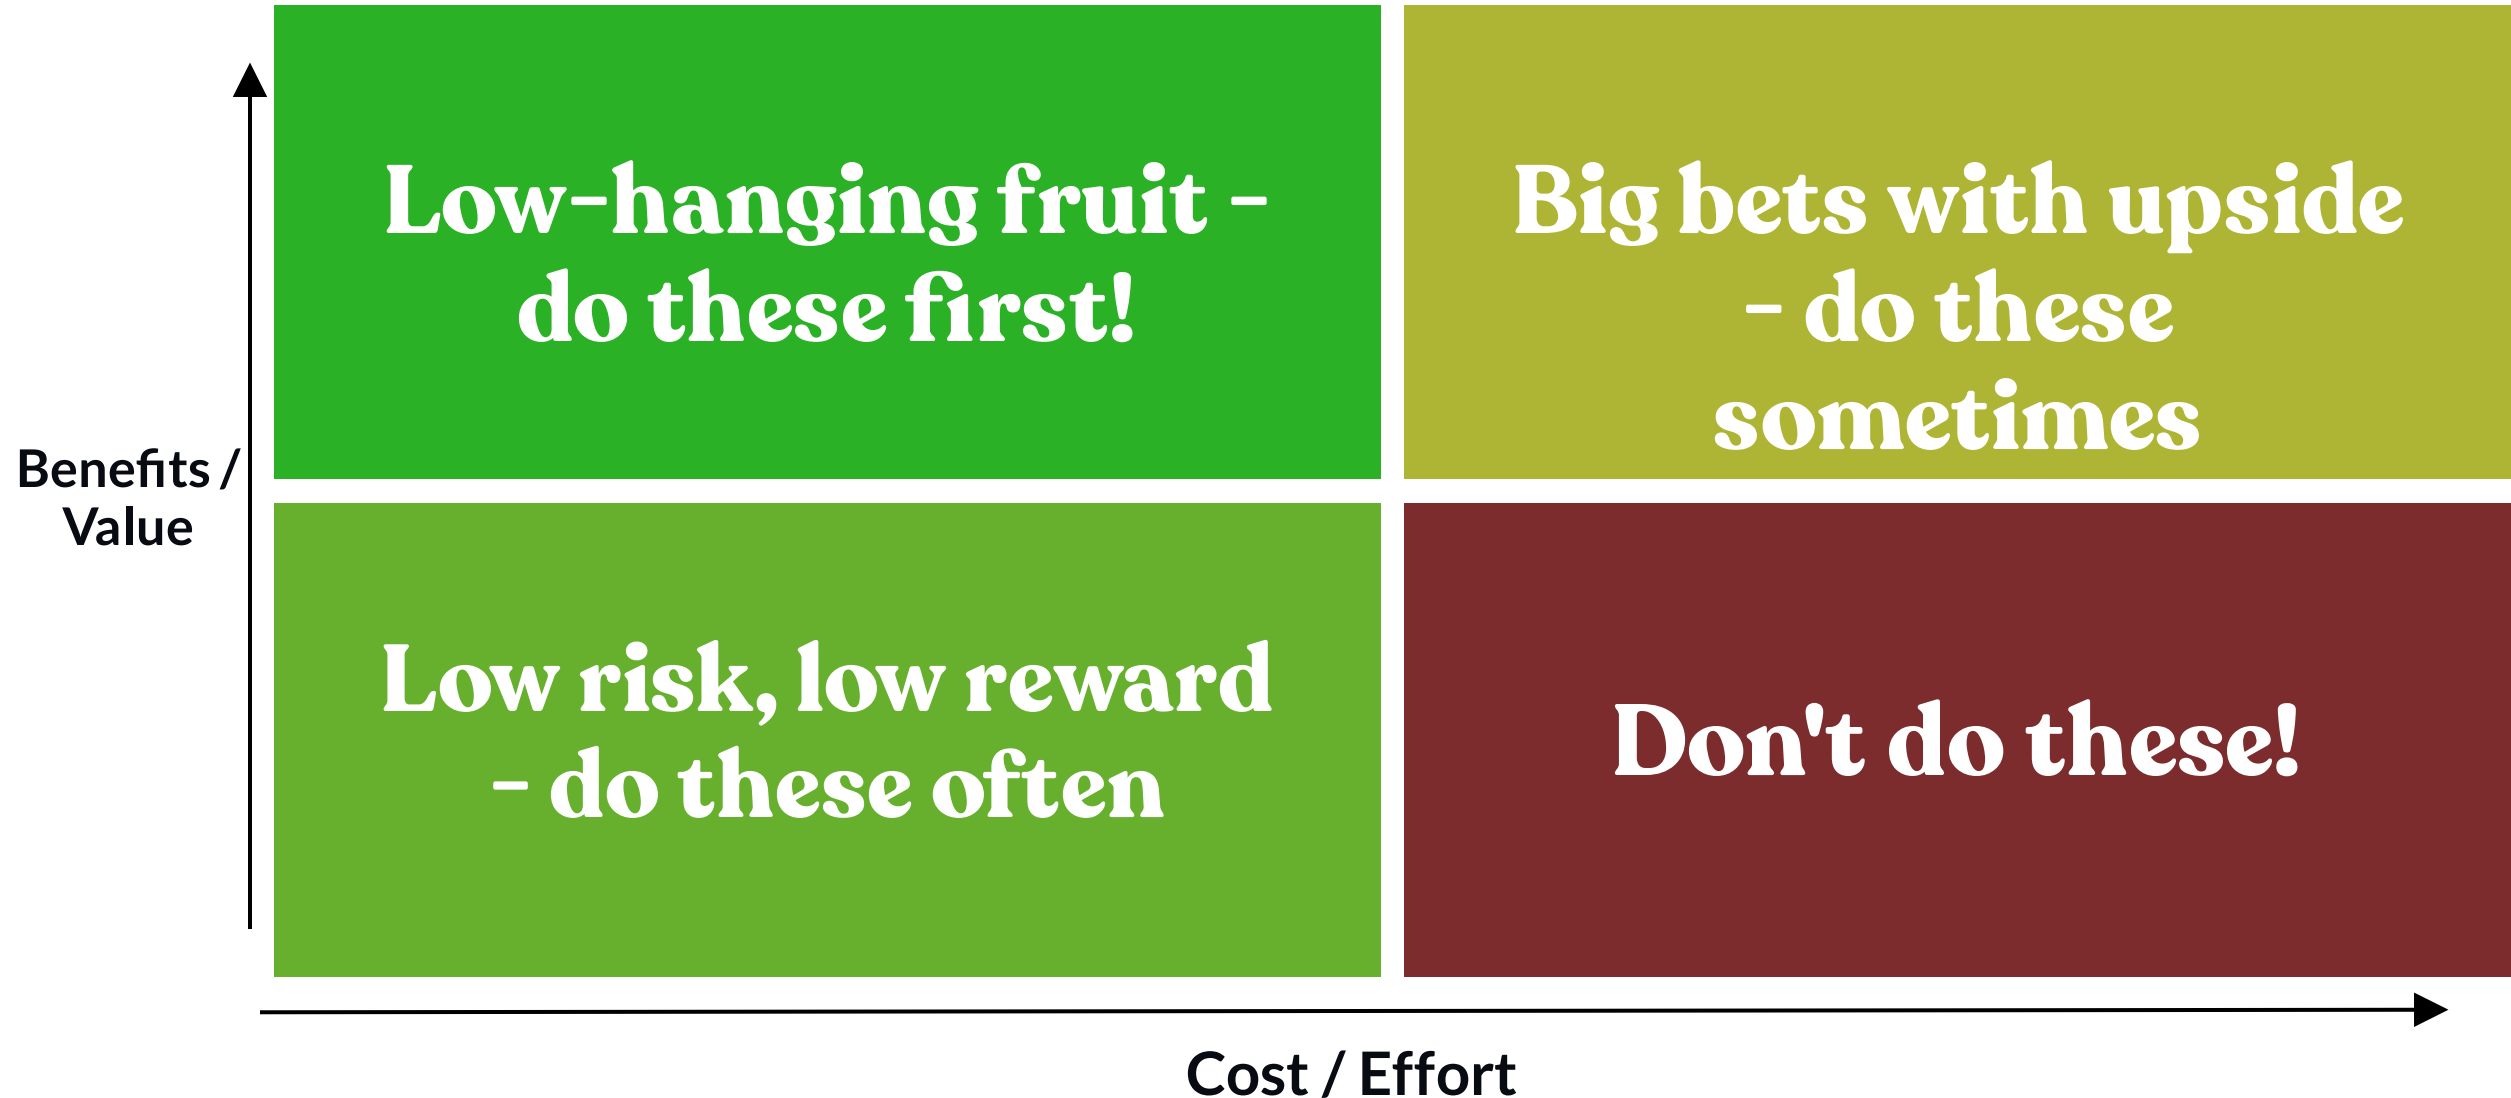 Low-hanging fruit –
do these first!
Big bets with upside
– do these
sometimes
Benefits /
Value
Low risk, low reward
– do these often
Don't do these!
Cost / Effort